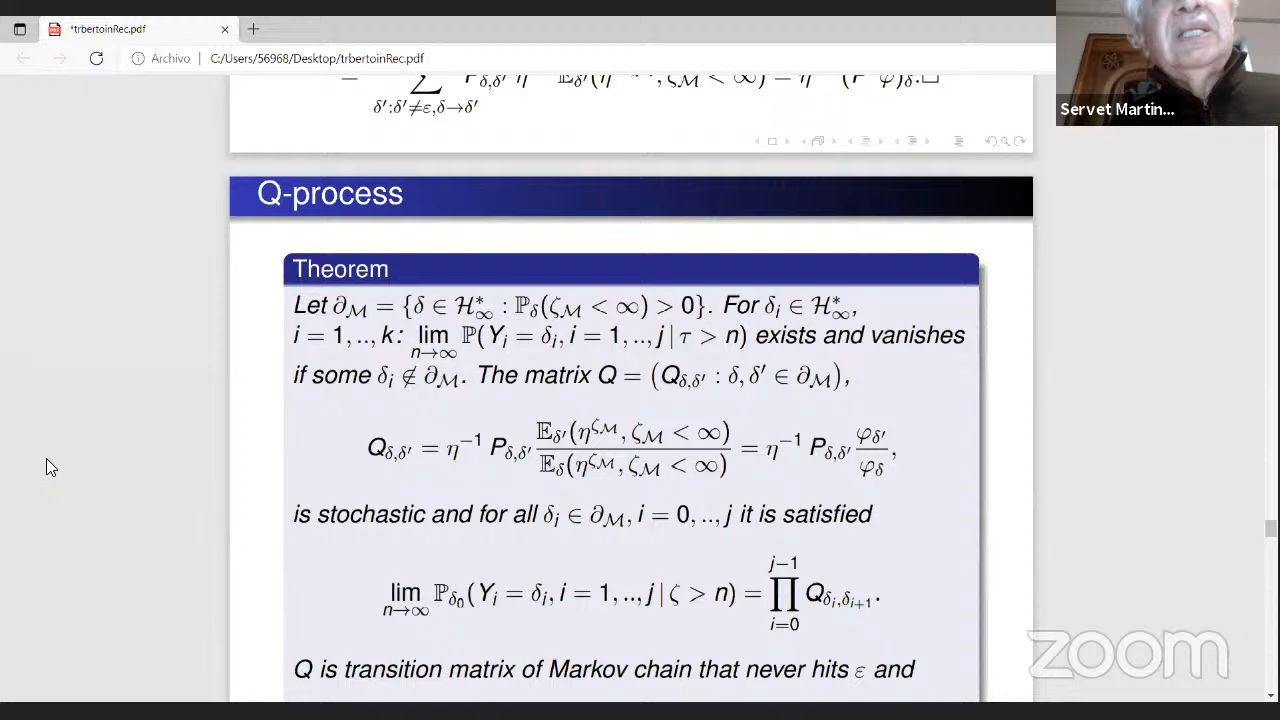 *trbertoinRec.pdf
Archivo C:/Users/56968/Desktop/trbertoinRec.pdf
Servet Martin...
δ′:δ′≠ε,δ→δ′
Q-process
Theorem
Let ∂_ℳ = {δ ∈ ℋ*_∞ : ℙ_δ(ζ_ℳ < ∞) > 0}. For δ_i ∈ ℋ*_∞,
i = 1, .., k: lim_{n→∞} ℙ(Y_i = δ_i, i = 1, .., j | τ > n) exists and vanishes
if some δ_i ∉ ∂_ℳ. The matrix Q = (Q_{δ,δ′} : δ, δ′ ∈ ∂_ℳ),
Q_{δ,δ′} = η⁻¹ P_{δ,δ′} 𝔼_{δ′}(η^{ζ_ℳ}, ζ_ℳ < ∞) / 𝔼_δ(η^{ζ_ℳ}, ζ_ℳ < ∞) = η⁻¹ P_{δ,δ′} φ_{δ′} / φ_δ,
is stochastic and for all δ_i ∈ ∂_ℳ, i = 0, .., j it is satisfied
lim_{n→∞} ℙ_{δ_0}(Y_i = δ_i, i = 1, .., j | ζ > n) = ∏_{i=0}^{j−1} Q_{δ_i,δ_{i+1}}.
Q is transition matrix of Markov chain that never hits ε and
zoom